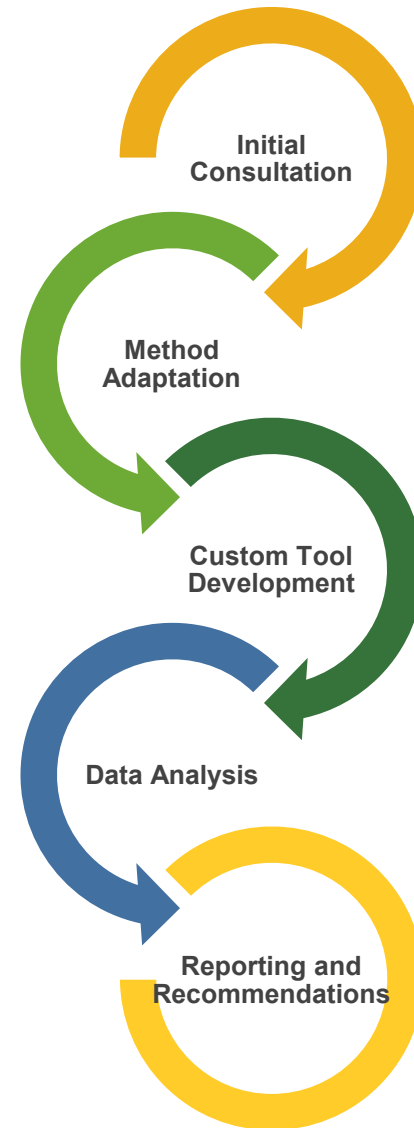 Initial
Consultation
Method
Adaptation
Custom Tool
Development
Data Analysis
Reporting and
Recommendations